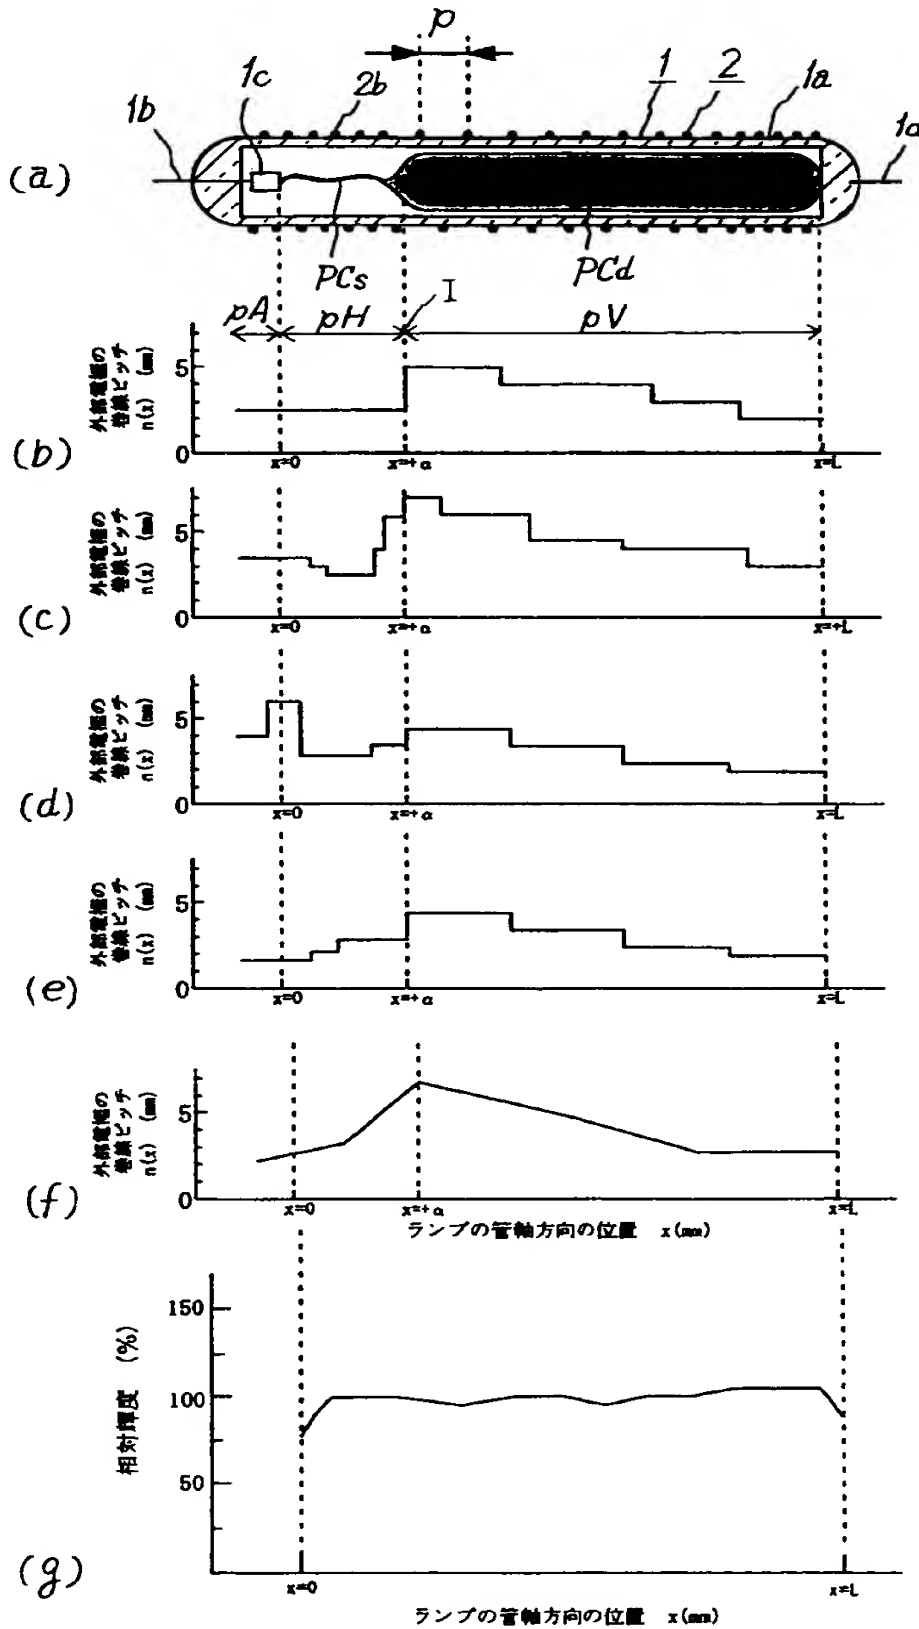 p
1c 2b 1 2 1a
1b 1d
(a)
PCs PCd
I
pA pH pV
外部電極の
巻線ピッチ
n(x) (mm)
5
0
x=0 x=+α x=L
(b)
外部電極の
巻線ピッチ
n(x) (mm)
5
0
x=0 x=+α x=+L
(c)
外部電極の
巻線ピッチ
n(x) (mm)
5
0
x=0 x=+α x=L
(d)
外部電極の
巻線ピッチ
n(x) (mm)
5
0
x=0 x=+α x=L
(e)
外部電極の
巻線ピッチ
n(x) (mm)
5
0
x=0 x=+α x=L
(f)
ランプの管軸方向の位置 x(mm)
相対輝度 (%)
150
100
50
x=0 x=L
(g)
ランプの管軸方向の位置 x(mm)